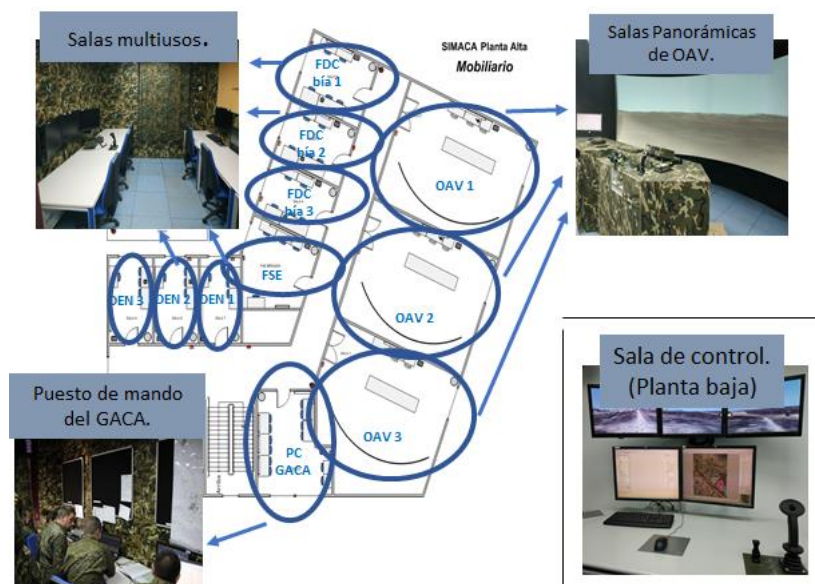 Salas multiusos.
SIMACA Planta Alta
Mobiliario
Salas Panorámicas
de OAV.
FDC
bía 1
FDC
bía 2
FDC
bía 3
FSE
OAV 1
OAV 2
OAV 3
DEN 3
DEN 2
DEN 1
PC
GACA
Puesto de mando
del GACA.
Sala de control.
(Planta baja)